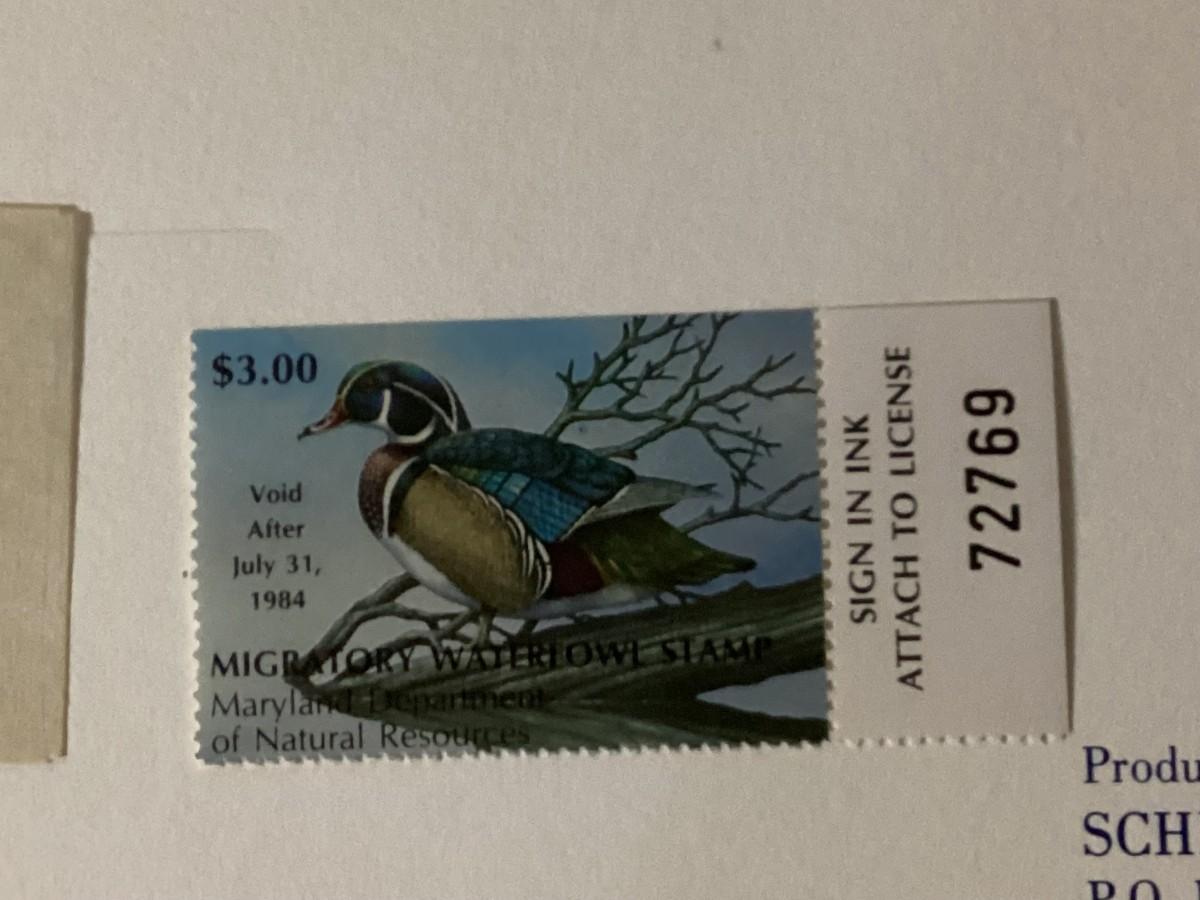 $3.00
Void
After
July 31,
1984
MIGRATORY WATERFOWL STAMP
Maryland Department
of Natural Resources
SIGN IN INK
ATTACH TO LICENSE
72769
Produ
SCH
P.O.